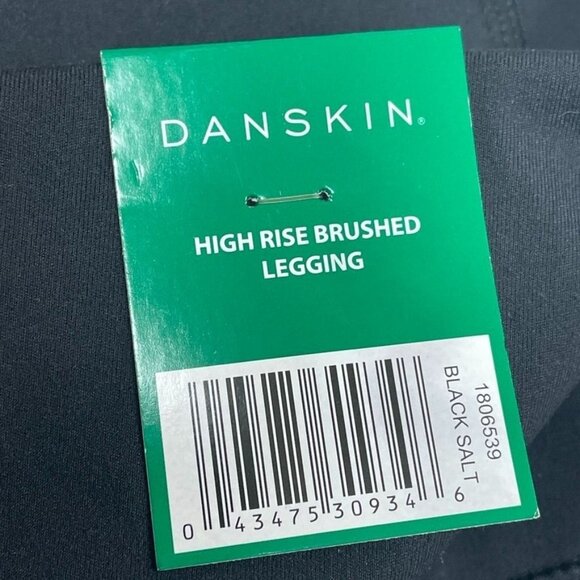 DANSKIN®
HIGH RISE BRUSHED
LEGGING
1806539
BLACK SALT
0 43475 30934 6